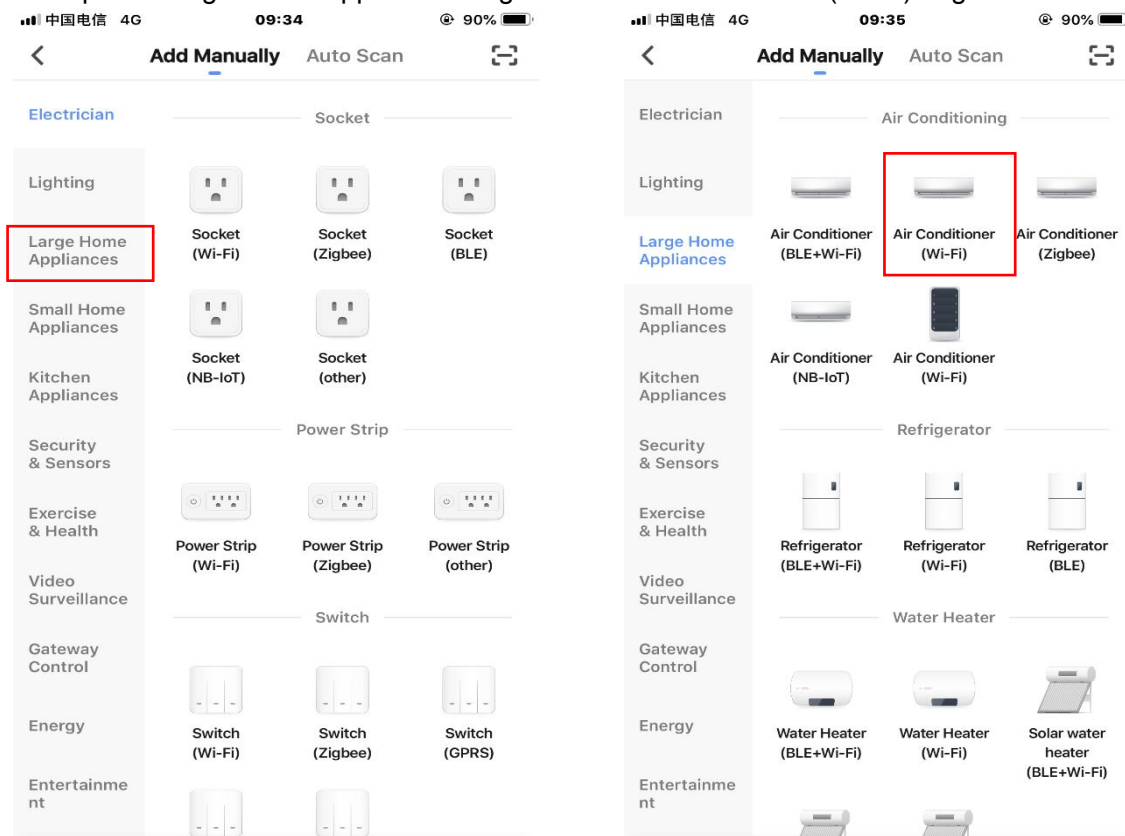 中国电信 4G 09:34 90%
Add Manually Auto Scan
Electrician
Lighting
Large Home
Appliances
Small Home
Appliances
Kitchen
Appliances
Security
& Sensors
Exercise
& Health
Video
Surveillance
Gateway
Control
Energy
Entertainme
nt
Socket
Socket Socket Socket
(Wi-Fi) (Zigbee) (BLE)
Socket Socket
(NB-IoT) (other)
Power Strip
Power Strip Power Strip Power Strip
(Wi-Fi) (Zigbee) (other)
Switch
Switch Switch Switch
(Wi-Fi) (Zigbee) (GPRS)
中国电信 4G 09:35 90%
Add Manually Auto Scan
Electrician
Lighting
Large Home
Appliances
Small Home
Appliances
Kitchen
Appliances
Security
& Sensors
Exercise
& Health
Video
Surveillance
Gateway
Control
Energy
Entertainme
nt
Air Conditioning
Air Conditioner Air Conditioner Air Conditioner
(BLE+Wi-Fi) (Wi-Fi) (Zigbee)
Air Conditioner Air Conditioner
(NB-IoT) (Wi-Fi)
Refrigerator
Refrigerator Refrigerator Refrigerator
(BLE+Wi-Fi) (Wi-Fi) (BLE)
Water Heater
Water Heater Water Heater Solar water
(BLE+Wi-Fi) (Wi-Fi) heater
(BLE+Wi-Fi)